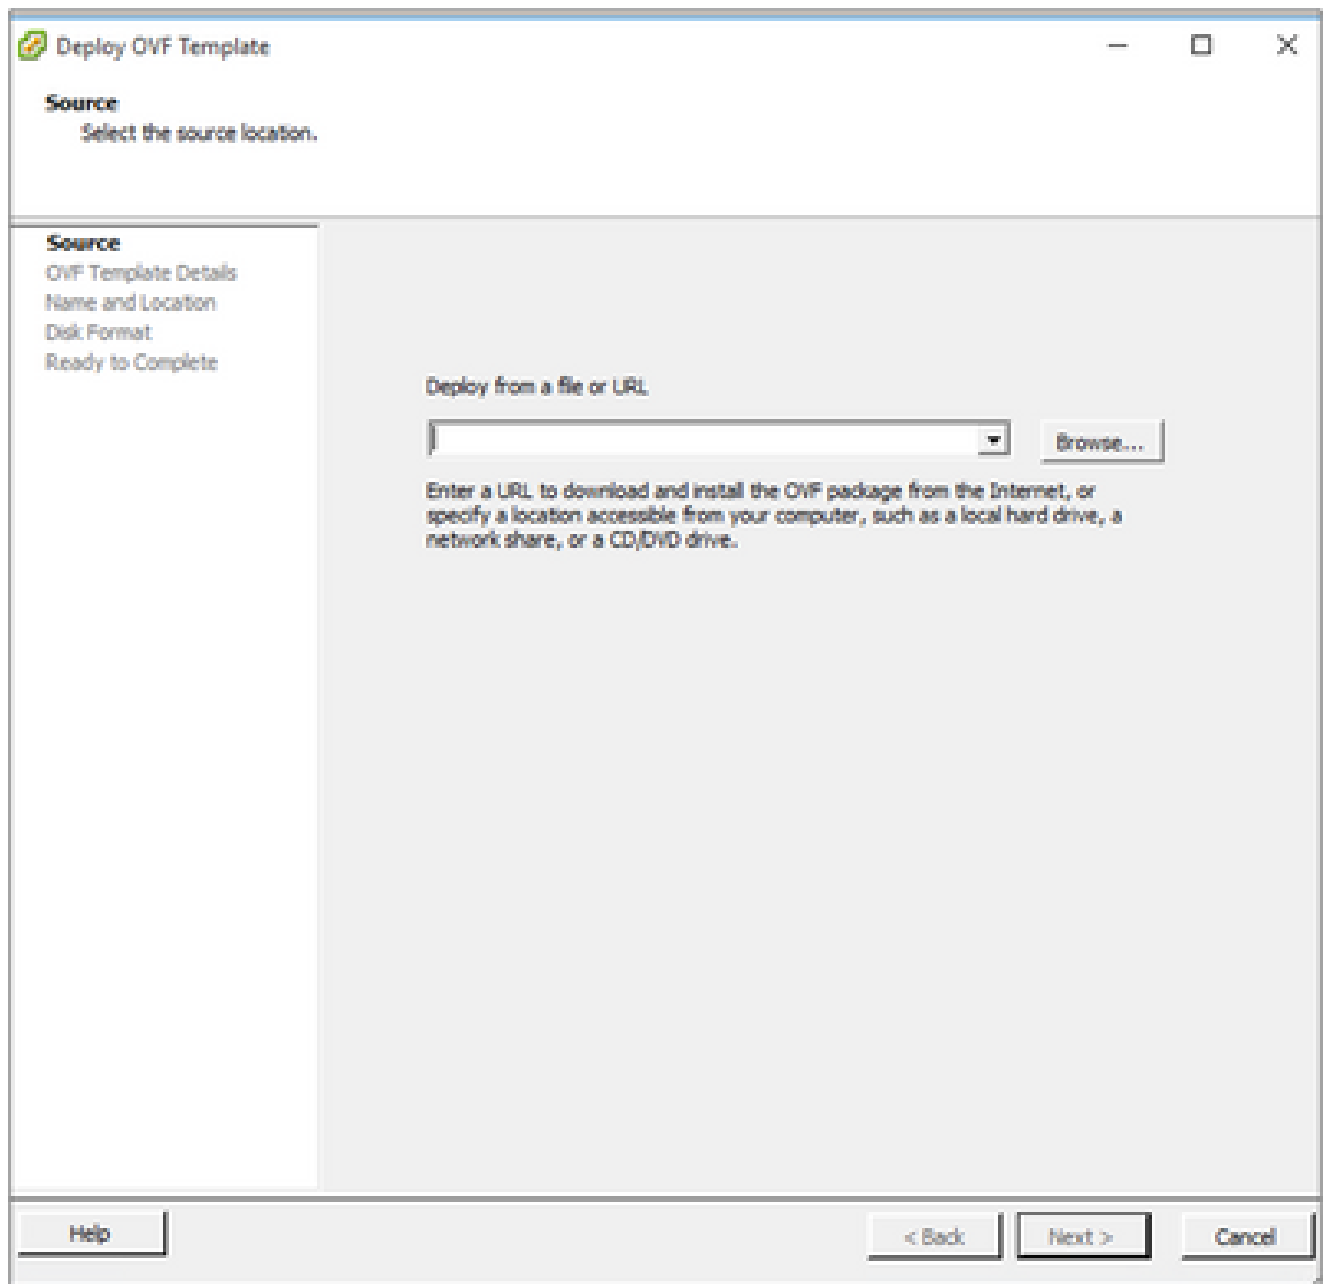 Deploy OVF Template
Source
Select the source location.
Source
OVF Template Details
Name and Location
Disk Format
Ready to Complete
Deploy from a file or URL
Browse...
Enter a URL to download and install the OVF package from the Internet, or
specify a location accessible from your computer, such as a local hard drive, a
network share, or a CD/DVD drive.
Help
< Back
Next >
Cancel